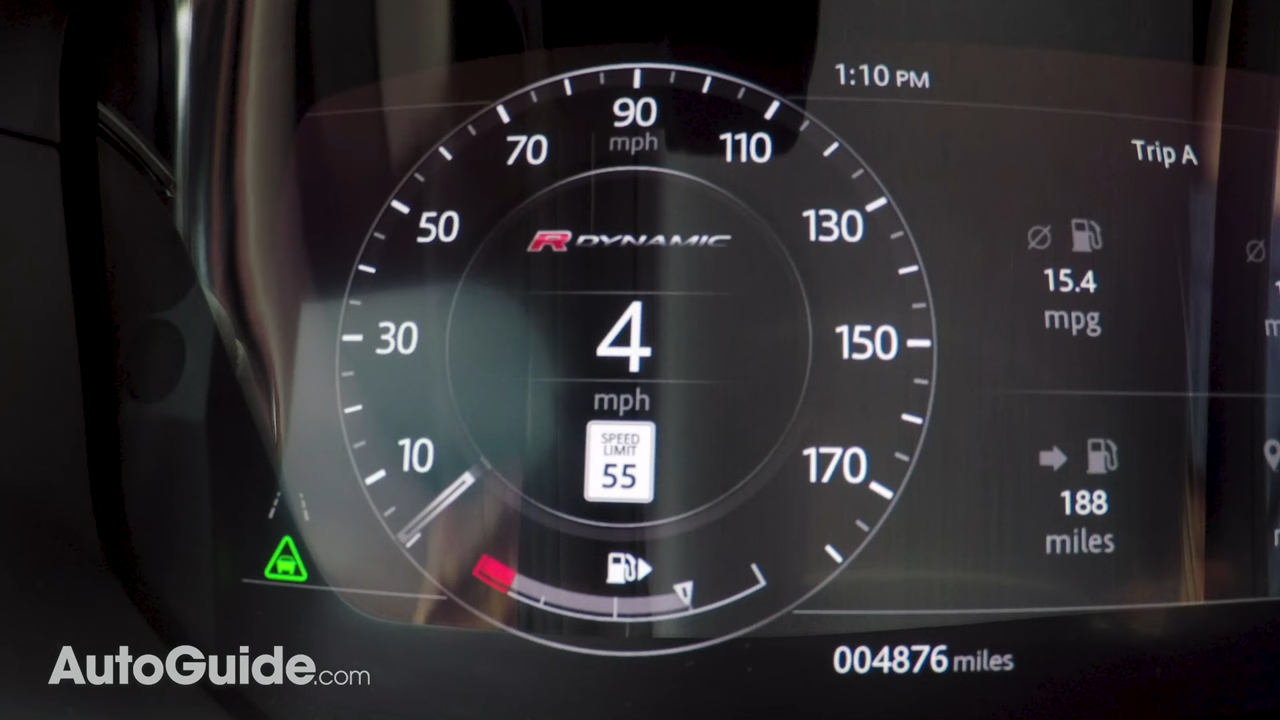 1:10 PM
90
mph
70
110
50
130
30
150
10
170
R DYNAMIC
4
mph
SPEED
LIMIT
55
Trip A
15.4
mpg
188
miles
004876 miles
AutoGuide.com